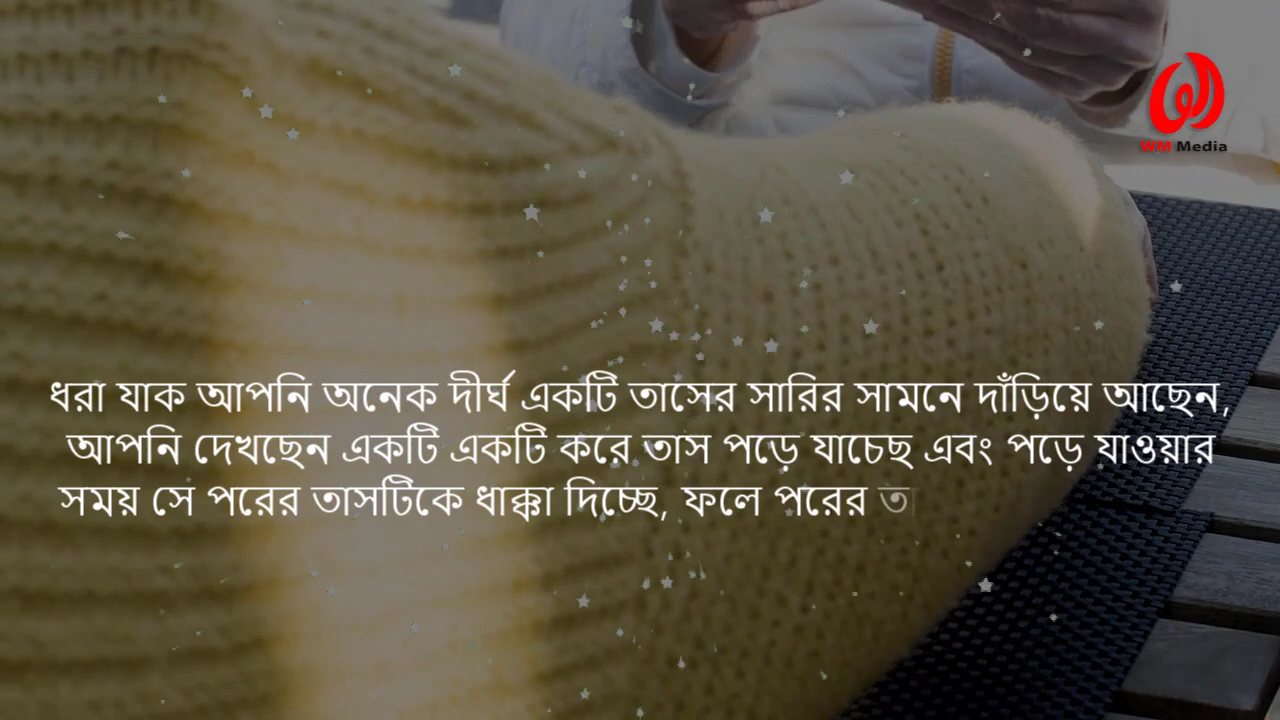 WM Media
ধরা যাক আপনি অনেক দীর্ঘ একটি তাসের সারির সামনে দাঁড়িয়ে আছেন,
আপনি দেখছেন একটি একটি করে তাস পড়ে যাচেছ এবং পড়ে যাওয়ার
সময় সে পরের তাসটিকে ধাক্কা দিচ্ছে, ফলে পরের